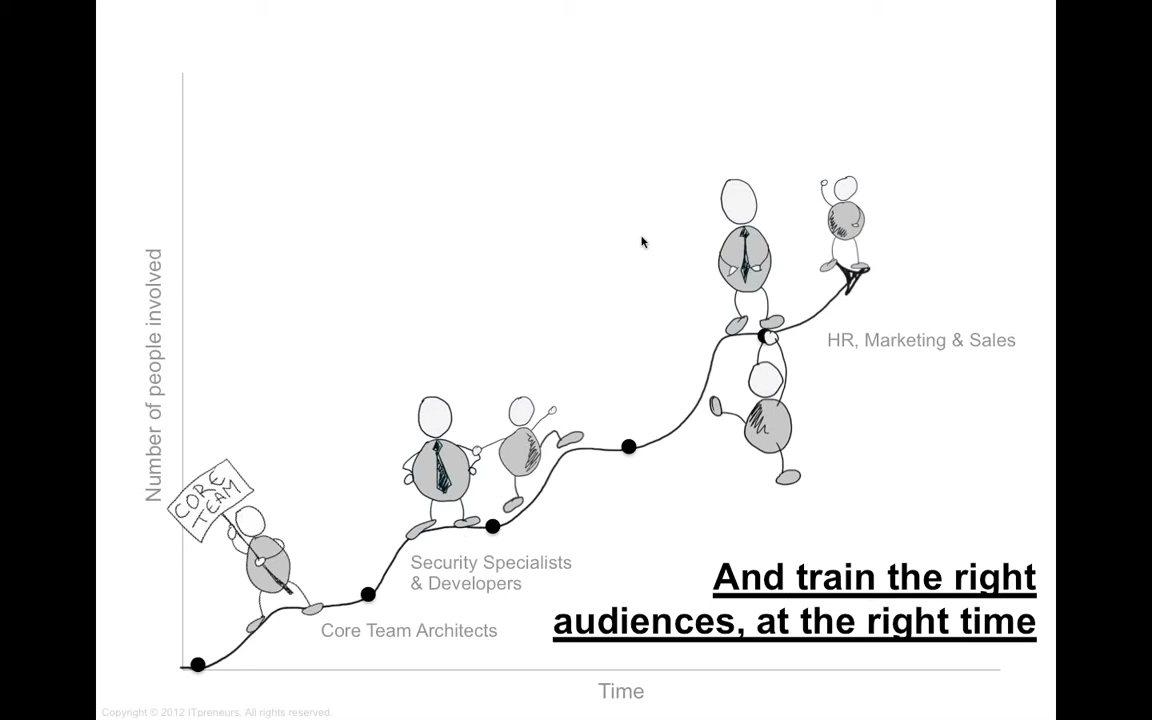 Number of people involved
CORE
TEAM
HR, Marketing & Sales
Security Specialists
& Developers
Core Team Architects
And train the right
audiences, at the right time
Time
Copyright © 2012 ITpreneurs. All rights reserved.